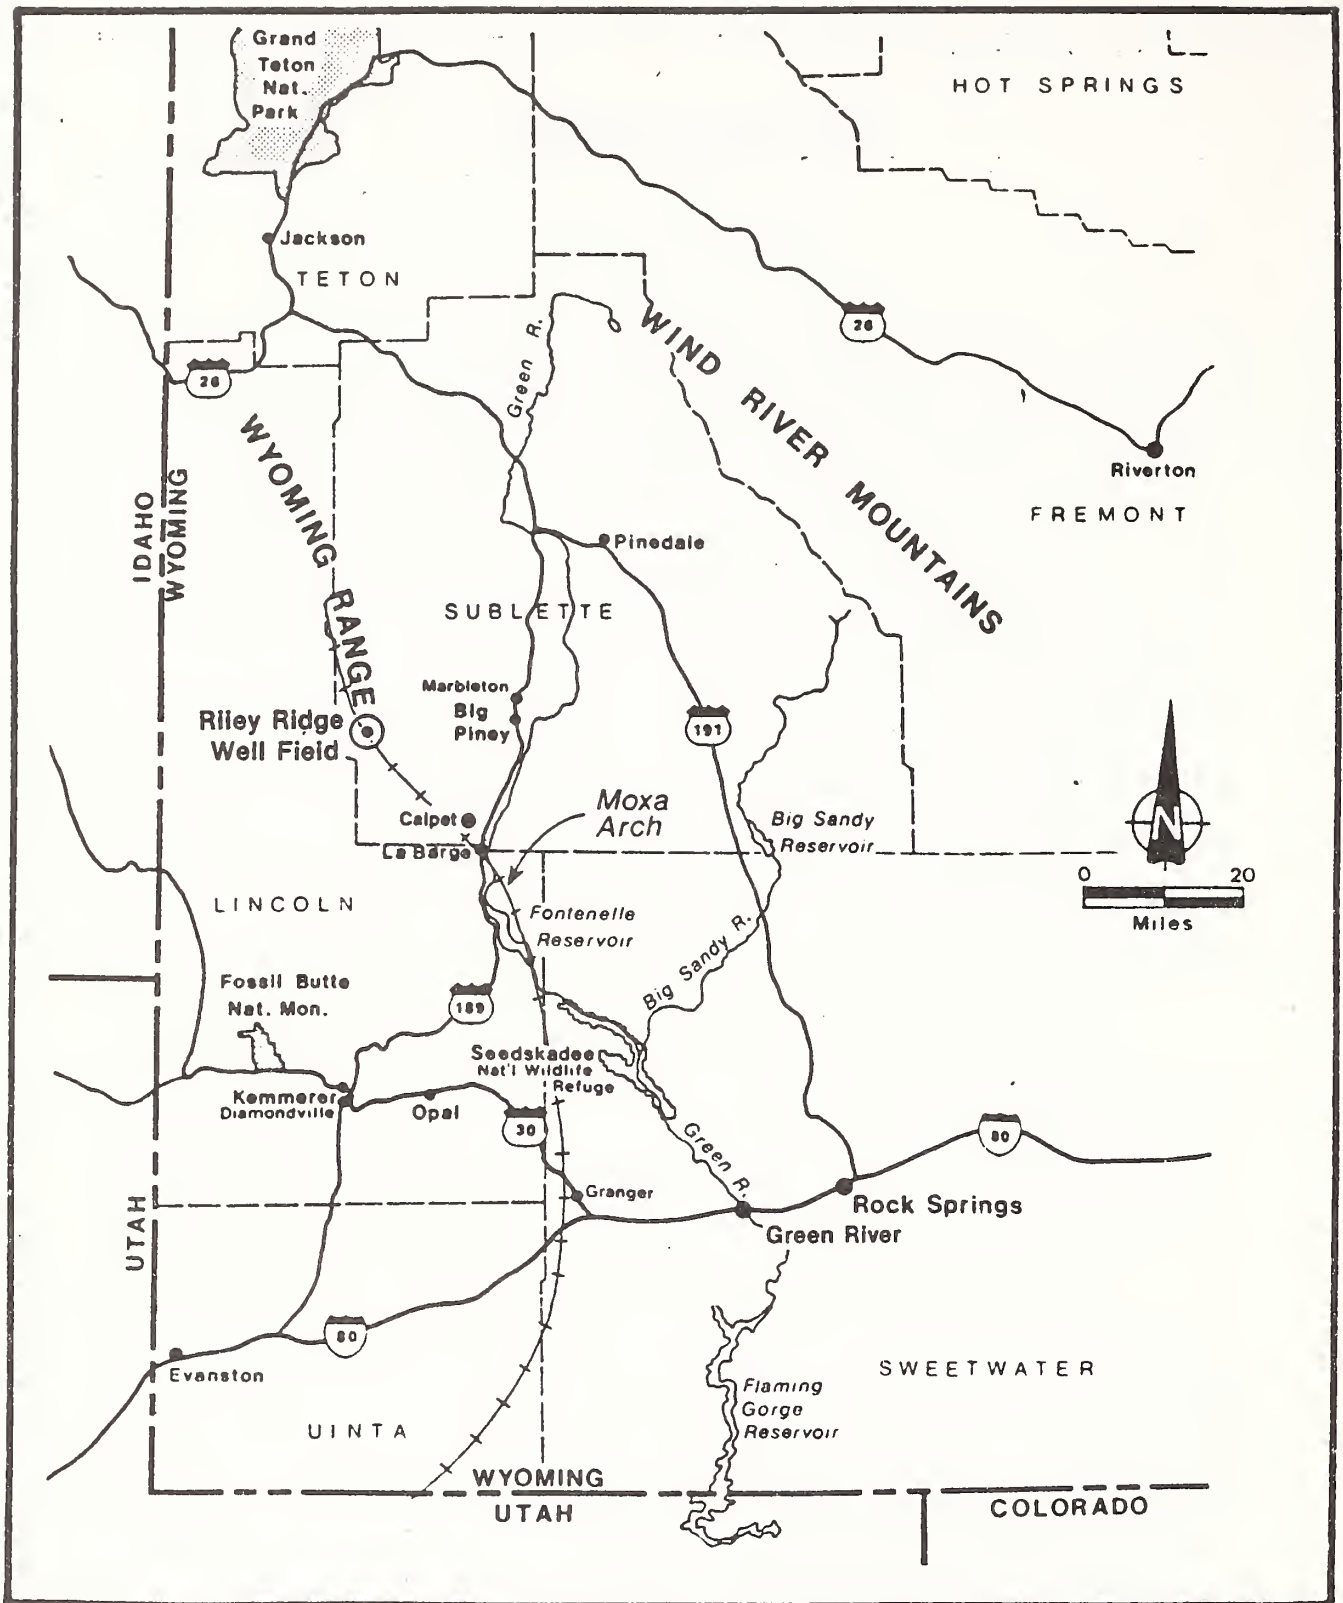 Grand
Teton
Nat.
Park
HOT SPRINGS
Jackson
TETON
Green R.
WIND RIVER MOUNTAINS
26
26
WYOMING RANGE
Riverton
FREMONT
IDAHO
WYOMING
Pinedale
SUBLETTE
Marbleton
Big
Piney
Riley Ridge
Well Field
191
Calpet
Moxa
Arch
Big Sandy
Reservoir
La Barge
N
0 20
Miles
LINCOLN
Fontenelle
Reservoir
Big Sandy R.
Fossil Butte
Nat. Mon.
189
Seedskadee
Nat'l Wildlife
Refuge
Kemmerer
Diamondville
Opal
30
Green R.
80
Granger
Rock Springs
Green River
UTAH
80
Evanston
SWEETWATER
Flaming
Gorge
Reservoir
UINTA
WYOMING
UTAH
COLORADO